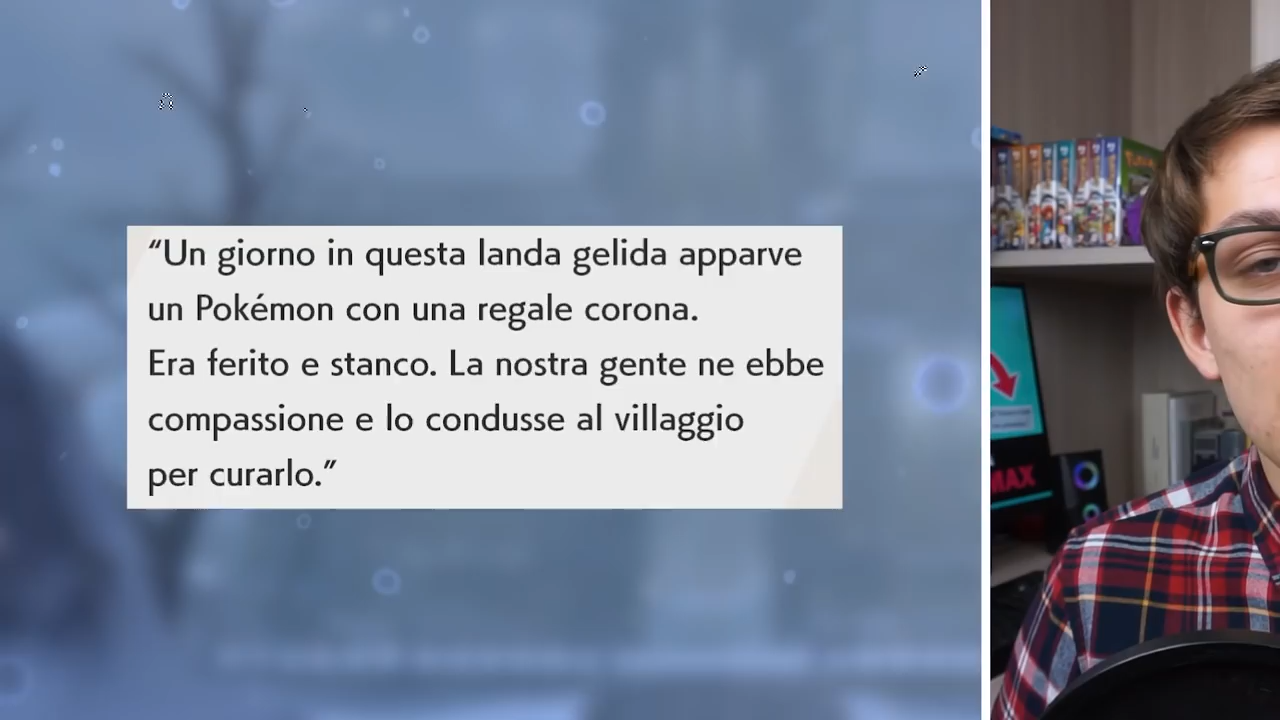 “Un giorno in questa landa gelida apparve
un Pokémon con una regale corona.
Era ferito e stanco. La nostra gente ne ebbe
compassione e lo condusse al villaggio
per curarlo.”
MAX